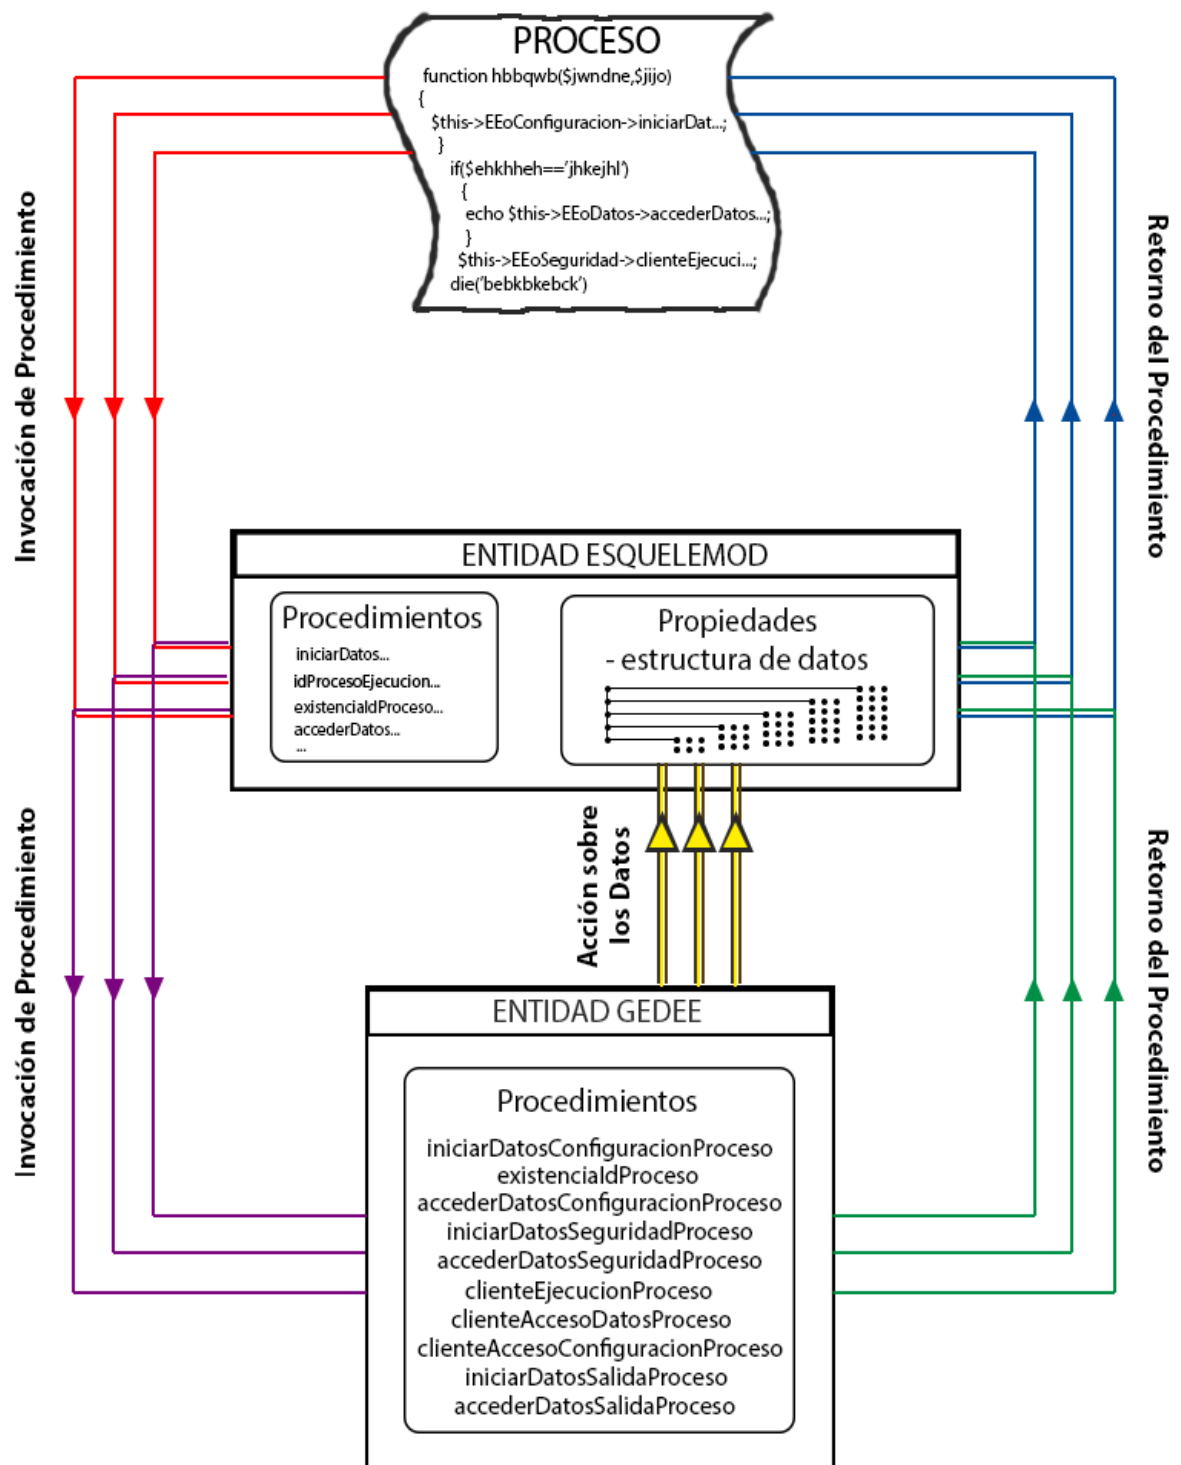 PROCESO
function hbbqwb($jwndne,$jijo)
{
$this->EEoConfiguracion->iniciarDat...;
}
if($ehkhheh=='jhkejhl')
{
echo $this->EEoDatos->accederDatos...;
}
$this->EEoSeguridad->clienteEjecuci...;
die('bebkbkebck')
Invocación de Procedimiento
Retorno del Procedimiento
ENTIDAD ESQUELEMOD
Procedimientos
iniciarDatos...
idProcesoEjecucion...
existenciaIdProceso...
accederDatos...
...
Propiedades
- estructura de datos
Acción sobre
los Datos
Invocación de Procedimiento
Retorno del Procedimiento
ENTIDAD GEDEE
Procedimientos
iniciarDatosConfiguracionProceso
existenciaIdProceso
accederDatosConfiguracionProceso
iniciarDatosSeguridadProceso
accederDatosSeguridadProceso
clienteEjecucionProceso
clienteAccesoDatosProceso
clienteAccesoConfiguracionProceso
iniciarDatosSalidaProceso
accederDatosSalidaProceso